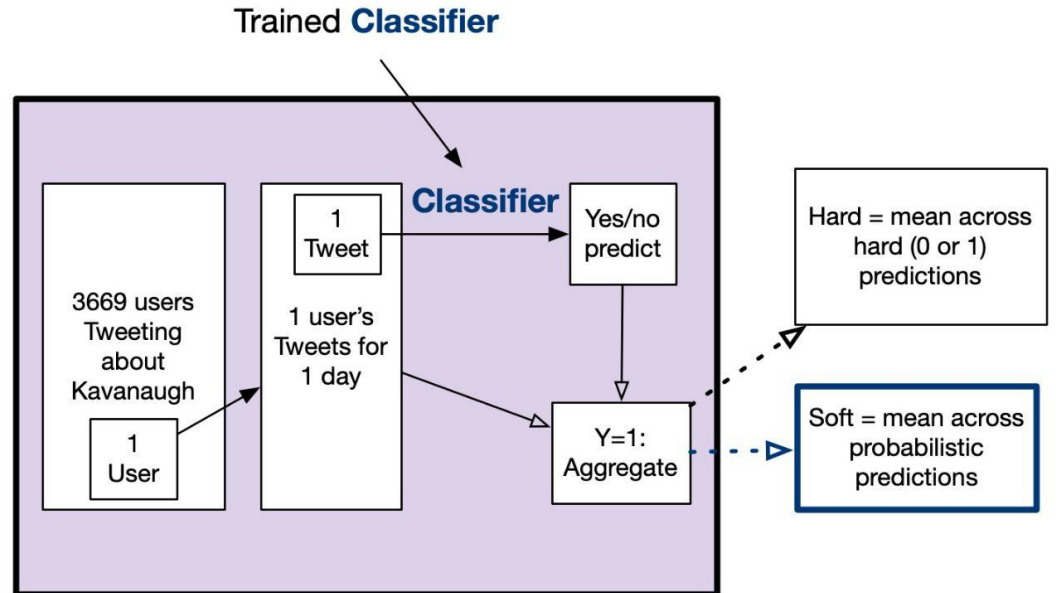 Trained Classifier
3669 users
Tweeting
about
Kavanaugh
1
User
1
Tweet
1 user's
Tweets for
1 day
Classifier
Yes/no
predict
Y=1:
Aggregate
Hard = mean across
hard (0 or 1)
predictions
Soft = mean across
probabilistic
predictions